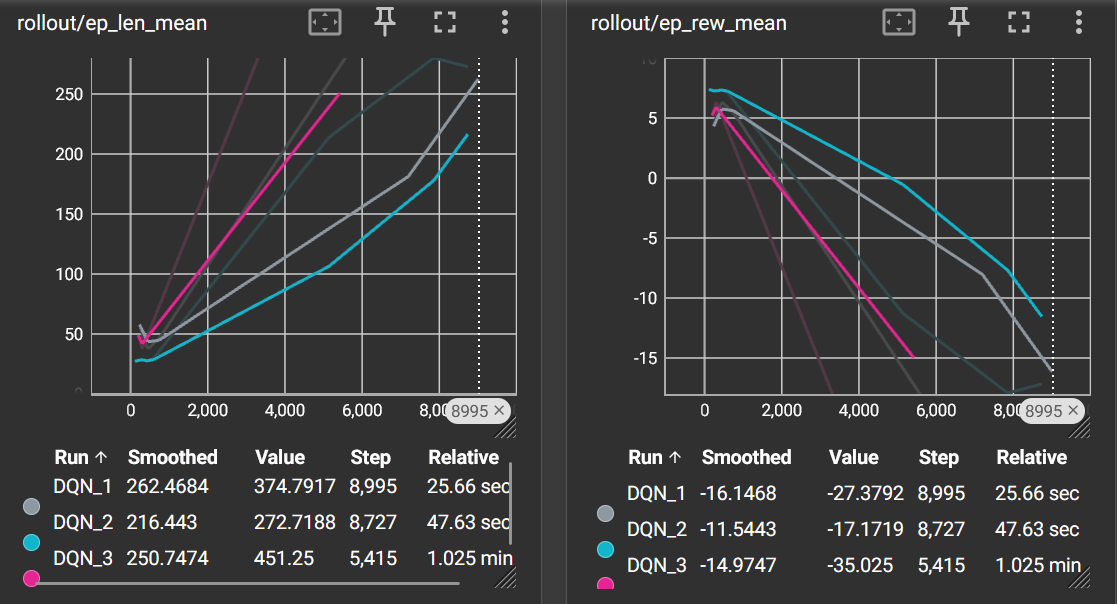 rollout/ep_len_mean
250
200
150
100
50
0
0 2,000 4,000 6,000 8,00 8995 ×
Run ↑ Smoothed Value Step Relative
DQN_1 262.4684 374.7917 8,995 25.66 sec
DQN_2 216.443 272.7188 8,727 47.63 sec
DQN_3 250.7474 451.25 5,415 1.025 min
rollout/ep_rew_mean
10
5
0
-5
-10
-15
0 2,000 4,000 6,000 8,00 8995 ×
Run ↑ Smoothed Value Step Relative
DQN_1 -16.1468 -27.3792 8,995 25.66 sec
DQN_2 -11.5443 -17.1719 8,727 47.63 sec
DQN_3 -14.9747 -35.025 5,415 1.025 min